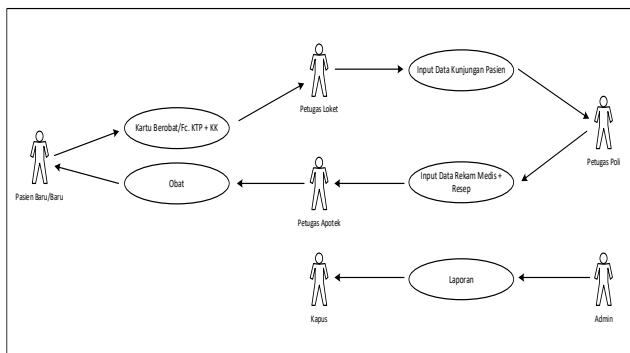 Input Data Kunjungan Pasien
Petugas Loket
Kartu Berobat/Fc. KTP + KK
Petugas Poli
Pasien Baru/Baru
Obat
Petugas Apotek
Input Data Rekam Medis +
Resep
Kapus
Laporan
Admin